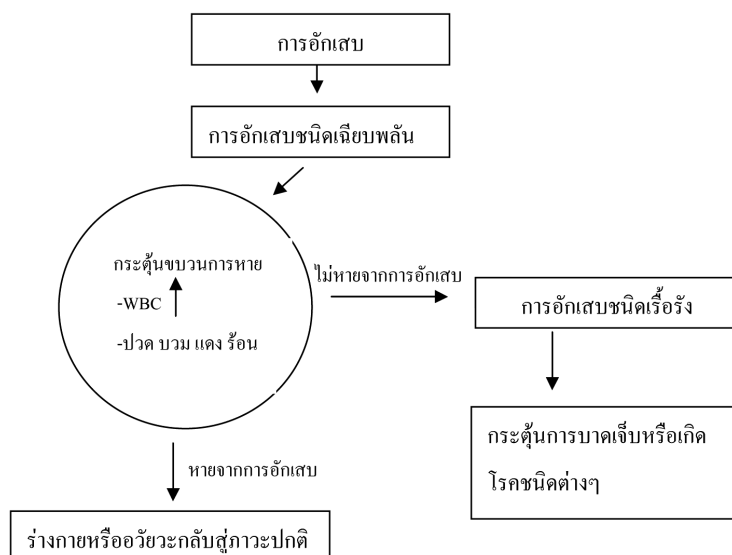 การอักเสบ
การอักเสบชนิดเฉียบพลัน
กระตุ้นขบวนการหาย
-WBC
-ปวด บวม แดง ร้อน
ไม่หายจากการอักเสบ
การอักเสบชนิดเรื้อรัง
กระตุ้นการบาดเจ็บหรือเกิด
โรคชนิดต่างๆ
หายจากการอักเสบ
ร่างกายหรืออวัยวะกลับสู่ภาวะปกติ